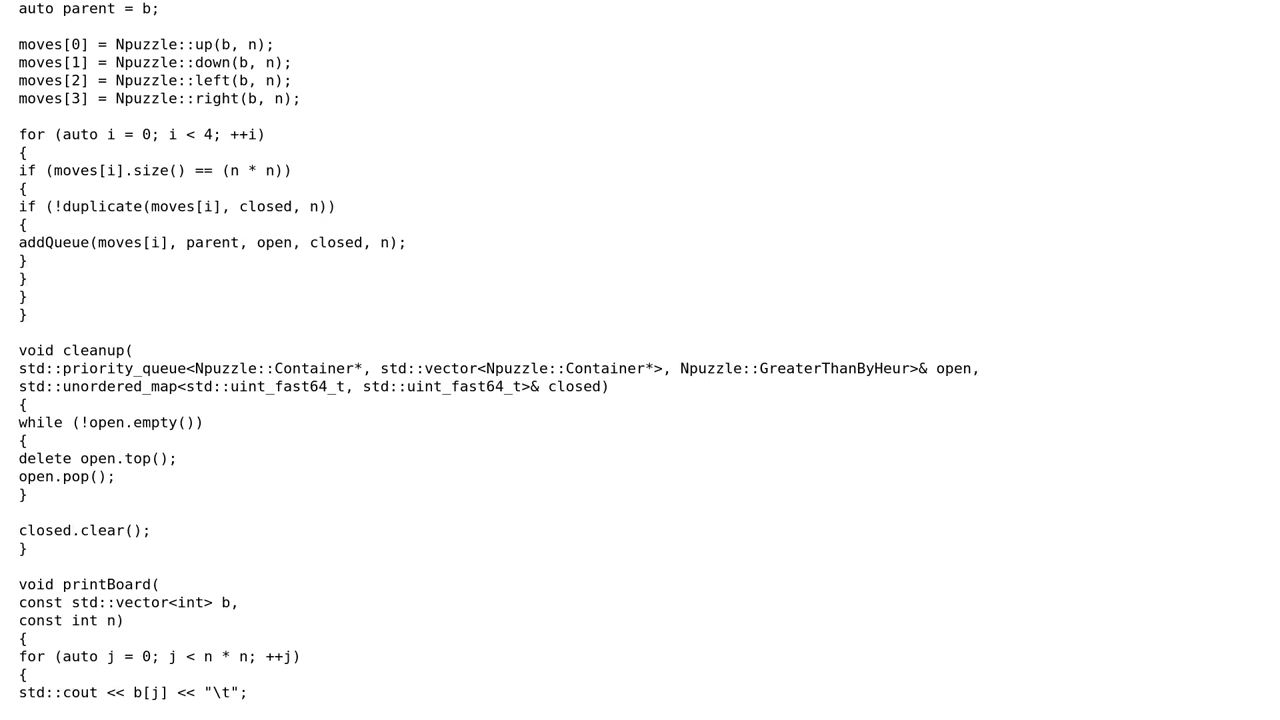 auto parent = b;

moves[0] = Npuzzle::up(b, n);
moves[1] = Npuzzle::down(b, n);
moves[2] = Npuzzle::left(b, n);
moves[3] = Npuzzle::right(b, n);

for (auto i = 0; i < 4; ++i)
{
if (moves[i].size() == (n * n))
{
if (!duplicate(moves[i], closed, n))
{
addQueue(moves[i], parent, open, closed, n);
}
}
}
}

void cleanup(
std::priority_queue<Npuzzle::Container*, std::vector<Npuzzle::Container*>, Npuzzle::GreaterThanByHeur>& open,
std::unordered_map<std::uint_fast64_t, std::uint_fast64_t>& closed)
{
while (!open.empty())
{
delete open.top();
open.pop();
}

closed.clear();
}

void printBoard(
const std::vector<int> b,
const int n)
{
for (auto j = 0; j < n * n; ++j)
{
std::cout << b[j] << "\t";